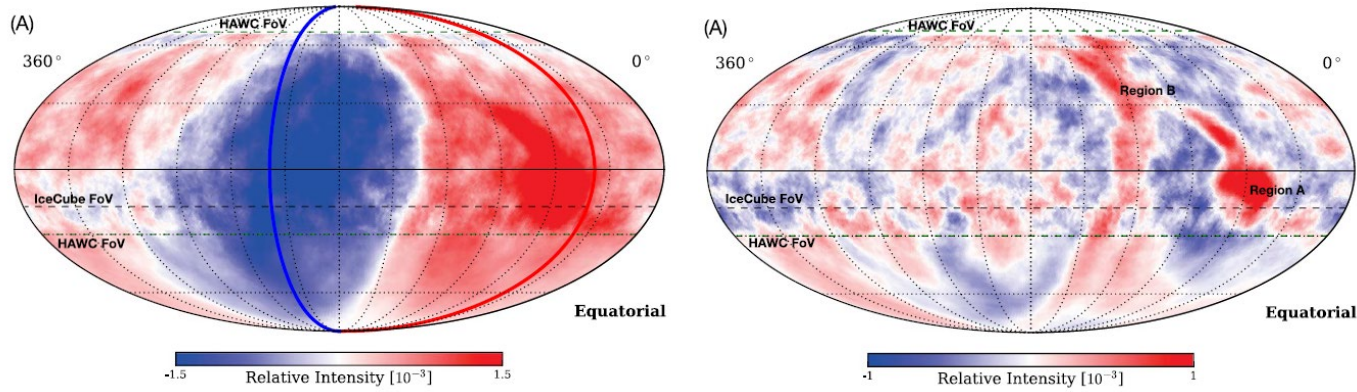 (A)
HAWC FoV
360°
0°
IceCube FoV
HAWC FoV
Equatorial
-1.5
Relative Intensity [10⁻³]
1.5
(A)
HAWC FoV
360°
0°
Region B
Region A
IceCube FoV
HAWC FoV
Equatorial
-1
Relative Intensity [10⁻³]
1